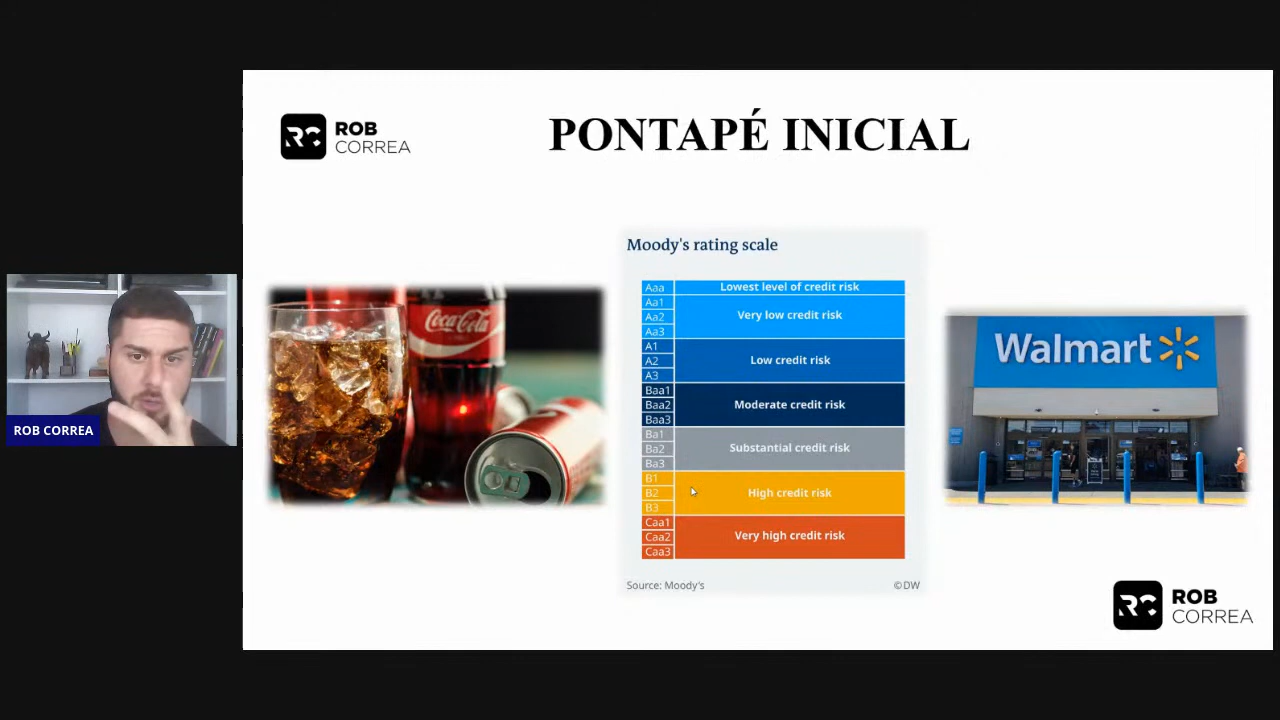 ROB
CORREA
PONTAPÉ INICIAL
Moody's rating scale
Aaa Lowest level of credit risk
Aa1
Aa2 Very low credit risk
Aa3
A1
A2 Low credit risk
A3
Baa1
Baa2 Moderate credit risk
Baa3
Ba1
Ba2 Substantial credit risk
Ba3
B1
B2 High credit risk
B3
Caa1
Caa2 Very high credit risk
Caa3
Source: Moody's ©DW
Coca-Cola
Walmart
ROB CORREA
ROB
CORREA